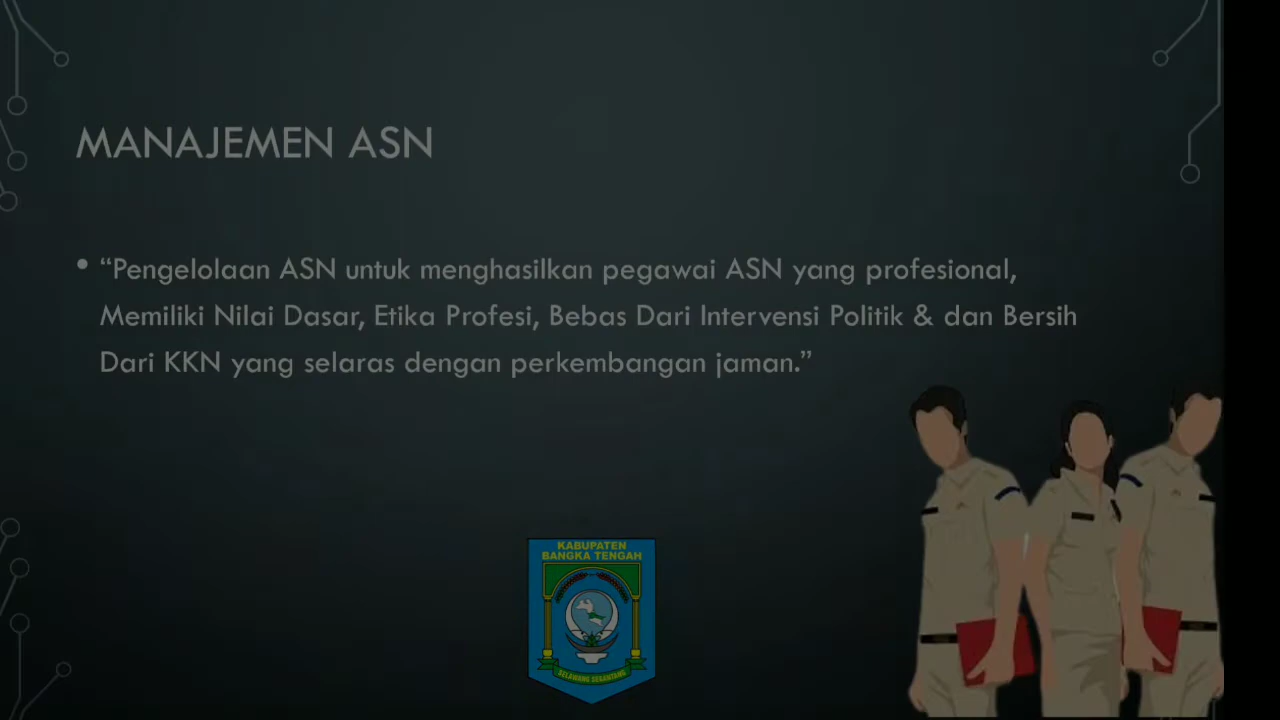 MANAJEMEN ASN
• “Pengelolaan ASN untuk menghasilkan pegawai ASN yang profesional,
Memiliki Nilai Dasar, Etika Profesi, Bebas Dari Intervensi Politik & dan Bersih
Dari KKN yang selaras dengan perkembangan jaman.”
KABUPATEN
BANGKA TENGAH
SELAWANG SEGANTANG